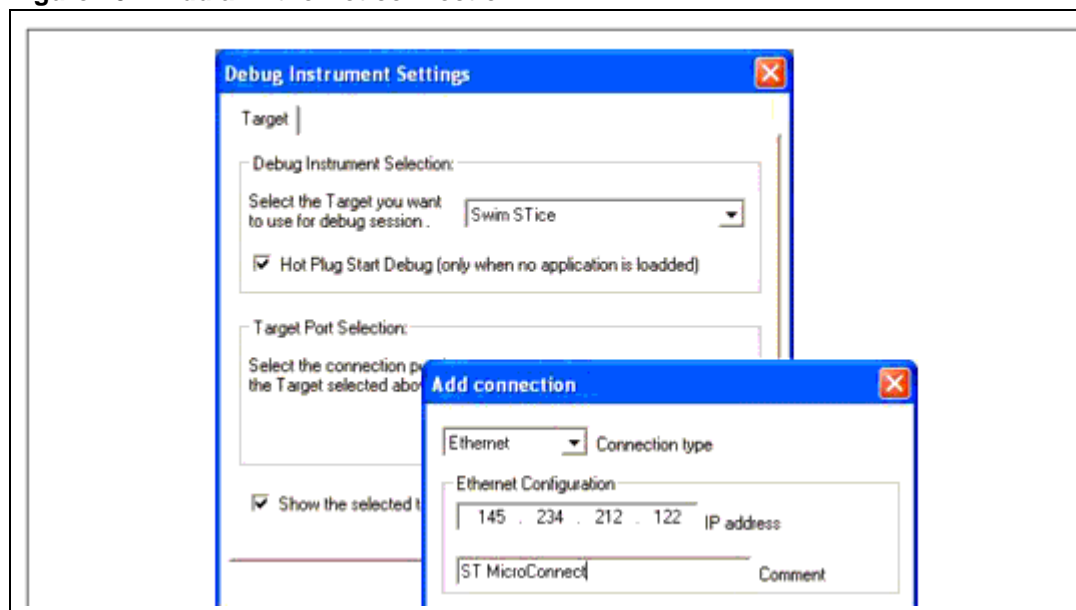 Debug Instrument Settings
Target
Debug Instrument Selection:
Select the Target you want
to use for debug session .
Swim STice
Hot Plug Start Debug (only when no application is loadded)
Target Port Selection:
Select the connection
the Target selected
Add connection
Ethernet
Connection type
Ethernet Configuration
145 . 234 . 212 . 122
IP address
Show the selected
ST MicroConnect
Comment